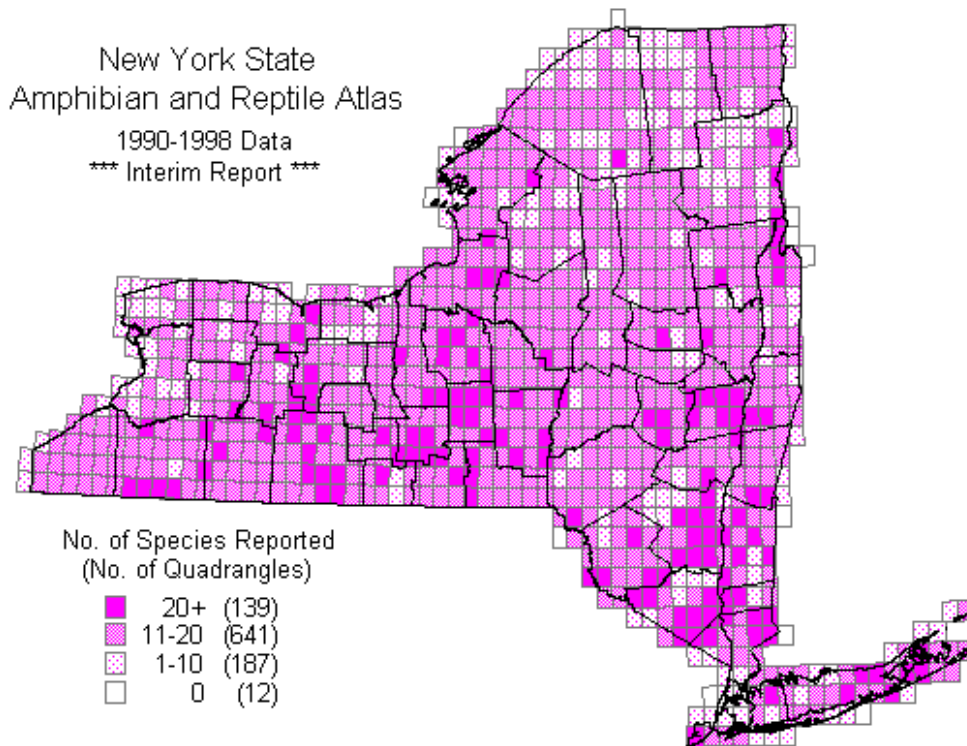 New York State
Amphibian and Reptile Atlas
1990-1998 Data
*** Interim Report ***
No. of Species Reported
(No. of Quadrangles)
20+ (139)
11-20 (641)
1-10 (187)
0 (12)